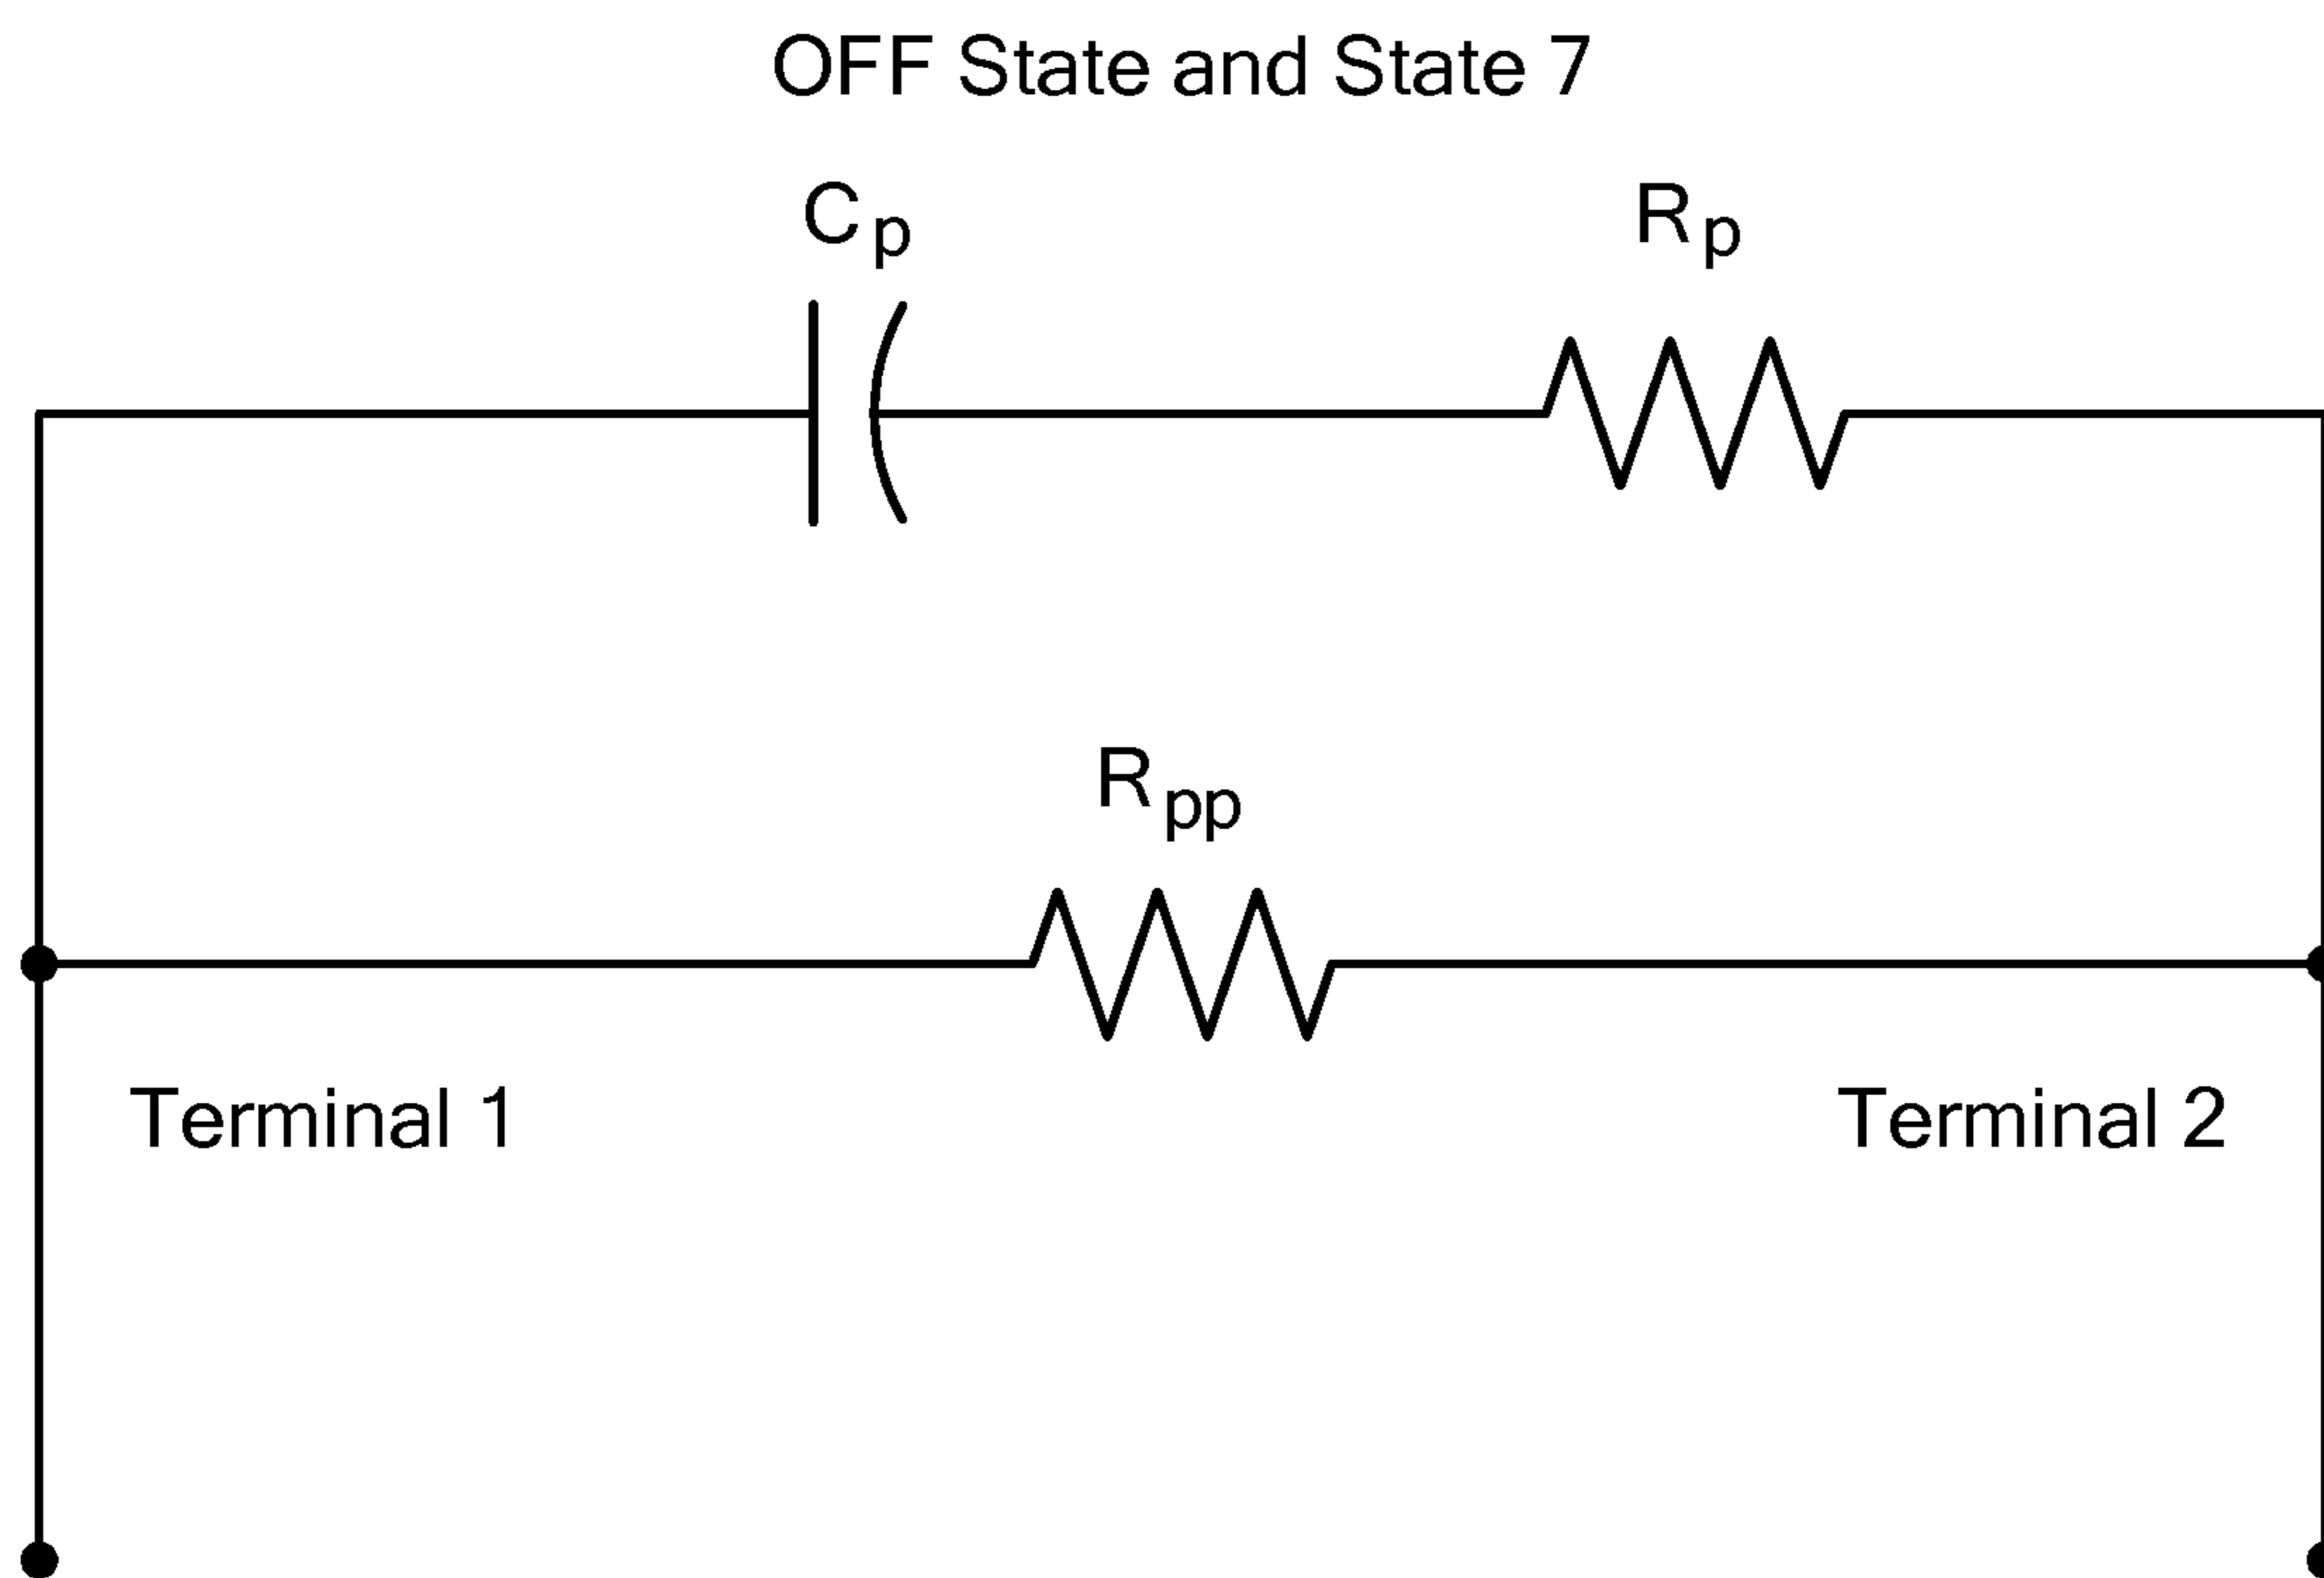 OFF State and State 7
Cp
Rp
Rpp
Terminal 1
Terminal 2